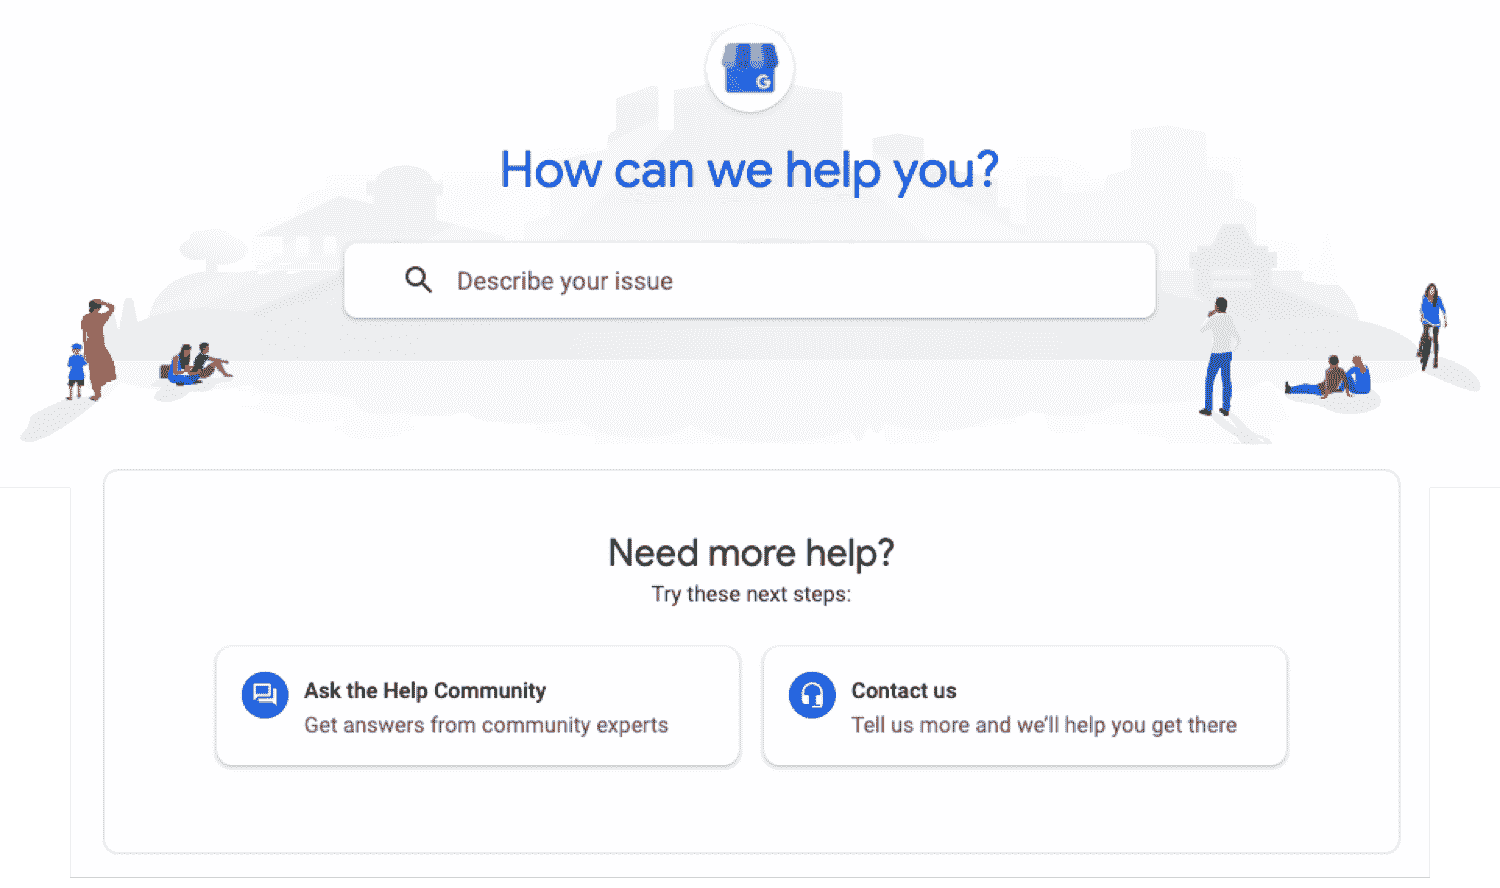 G
How can we help you?
Describe your issue
Need more help?
Try these next steps:
Ask the Help Community
Get answers from community experts
Contact us
Tell us more and we'll help you get there